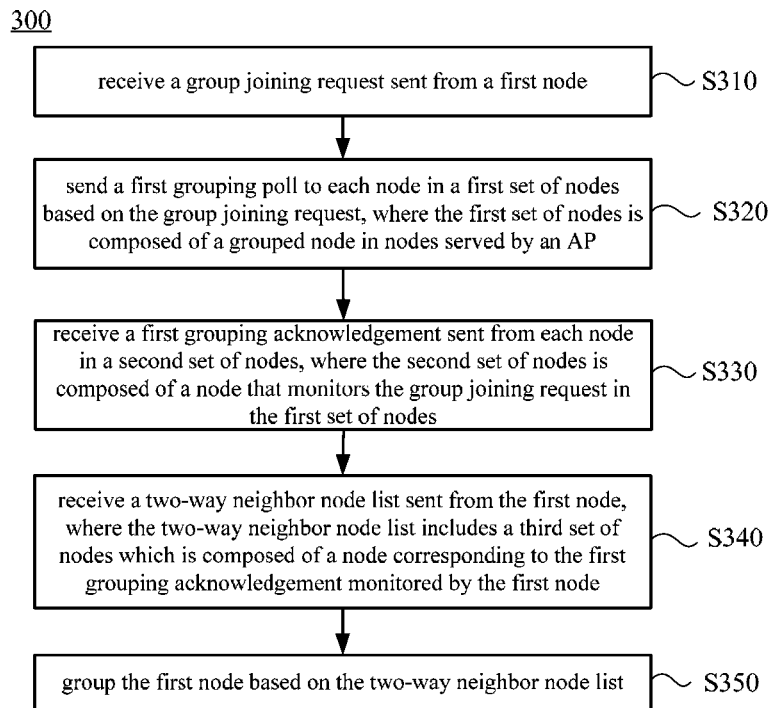 300
receive a group joining request sent from a first node
S310
send a first grouping poll to each node in a first set of nodes
based on the group joining request, where the first set of nodes is
composed of a grouped node in nodes served by an AP
S320
receive a first grouping acknowledgement sent from each node
in a second set of nodes, where the second set of nodes is
composed of a node that monitors the group joining request in
the first set of nodes
S330
receive a two-way neighbor node list sent from the first node,
where the two-way neighbor node list includes a third set of
nodes which is composed of a node corresponding to the first
grouping acknowledgement monitored by the first node
S340
group the first node based on the two-way neighbor node list
S350